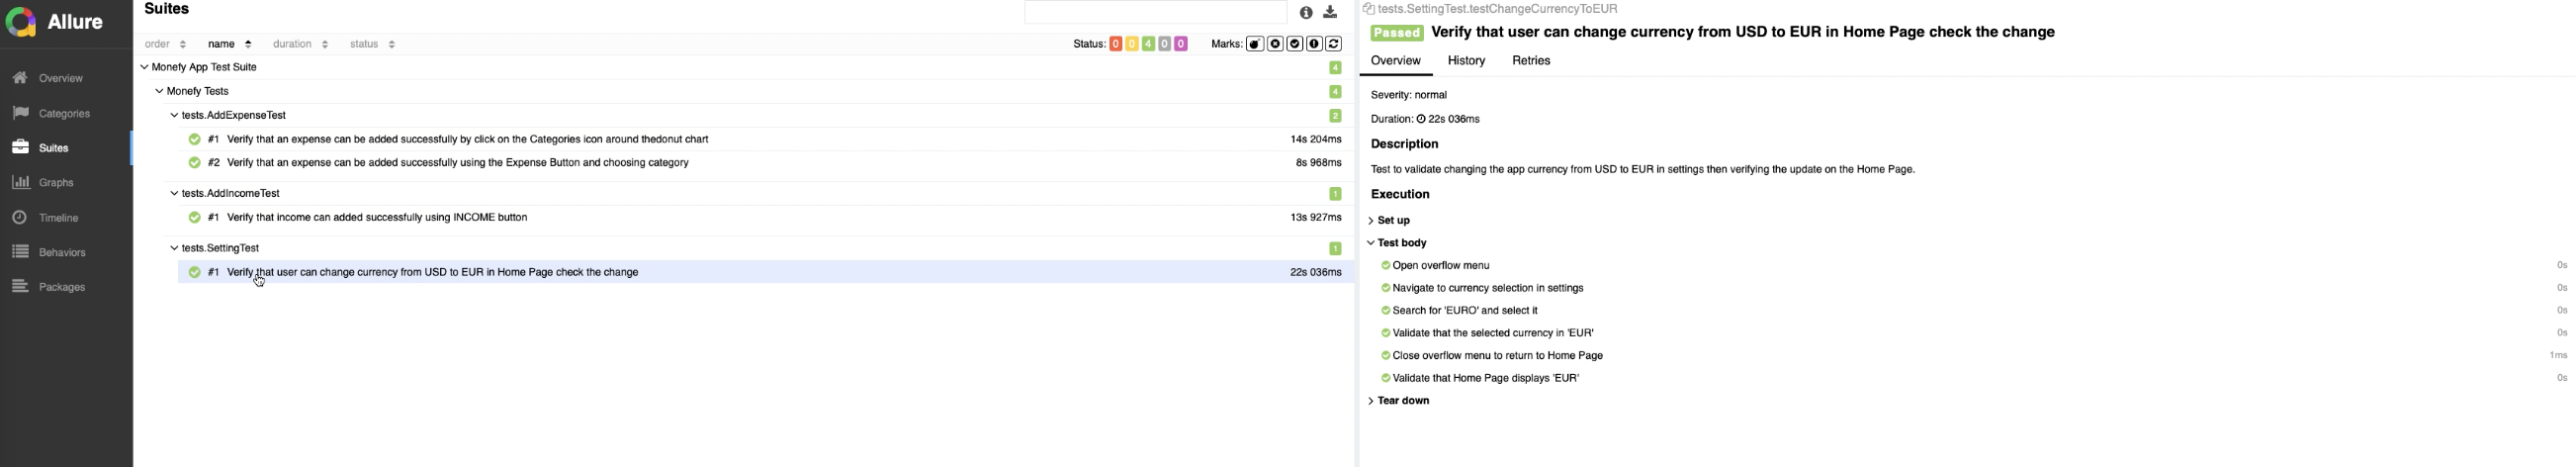 Allure
Overview
Categories
Suites
Graphs
Timeline
Behaviors
Packages
Suites
order name duration status
Status: 0 0 4 0 0 Marks:
Monefy App Test Suite 4
Monefy Tests 4
tests.AddExpenseTest 2
#1 Verify that an expense can be added successfully by click on the Categories icon around thedonut chart 14s 204ms
#2 Verify that an expense can be added successfully using the Expense Button and choosing category 8s 968ms
tests.AddIncomeTest 1
#1 Verify that income can added successfully using INCOME button 13s 927ms
tests.SettingTest 1
#1 Verify that user can change currency from USD to EUR in Home Page check the change 22s 036ms
tests.SettingTest.testChangeCurrencyToEUR
Passed Verify that user can change currency from USD to EUR in Home Page check the change
Overview History Retries
Severity: normal
Duration: 22s 036ms
Description
Test to validate changing the app currency from USD to EUR in settings then verifying the update on the Home Page.
Execution
Set up
Test body
Open overflow menu 0s
Navigate to currency selection in settings 0s
Search for 'EURO' and select it 0s
Validate that the selected currency in 'EUR' 0s
Close overflow menu to return to Home Page 1ms
Validate that Home Page displays 'EUR' 0s
Tear down